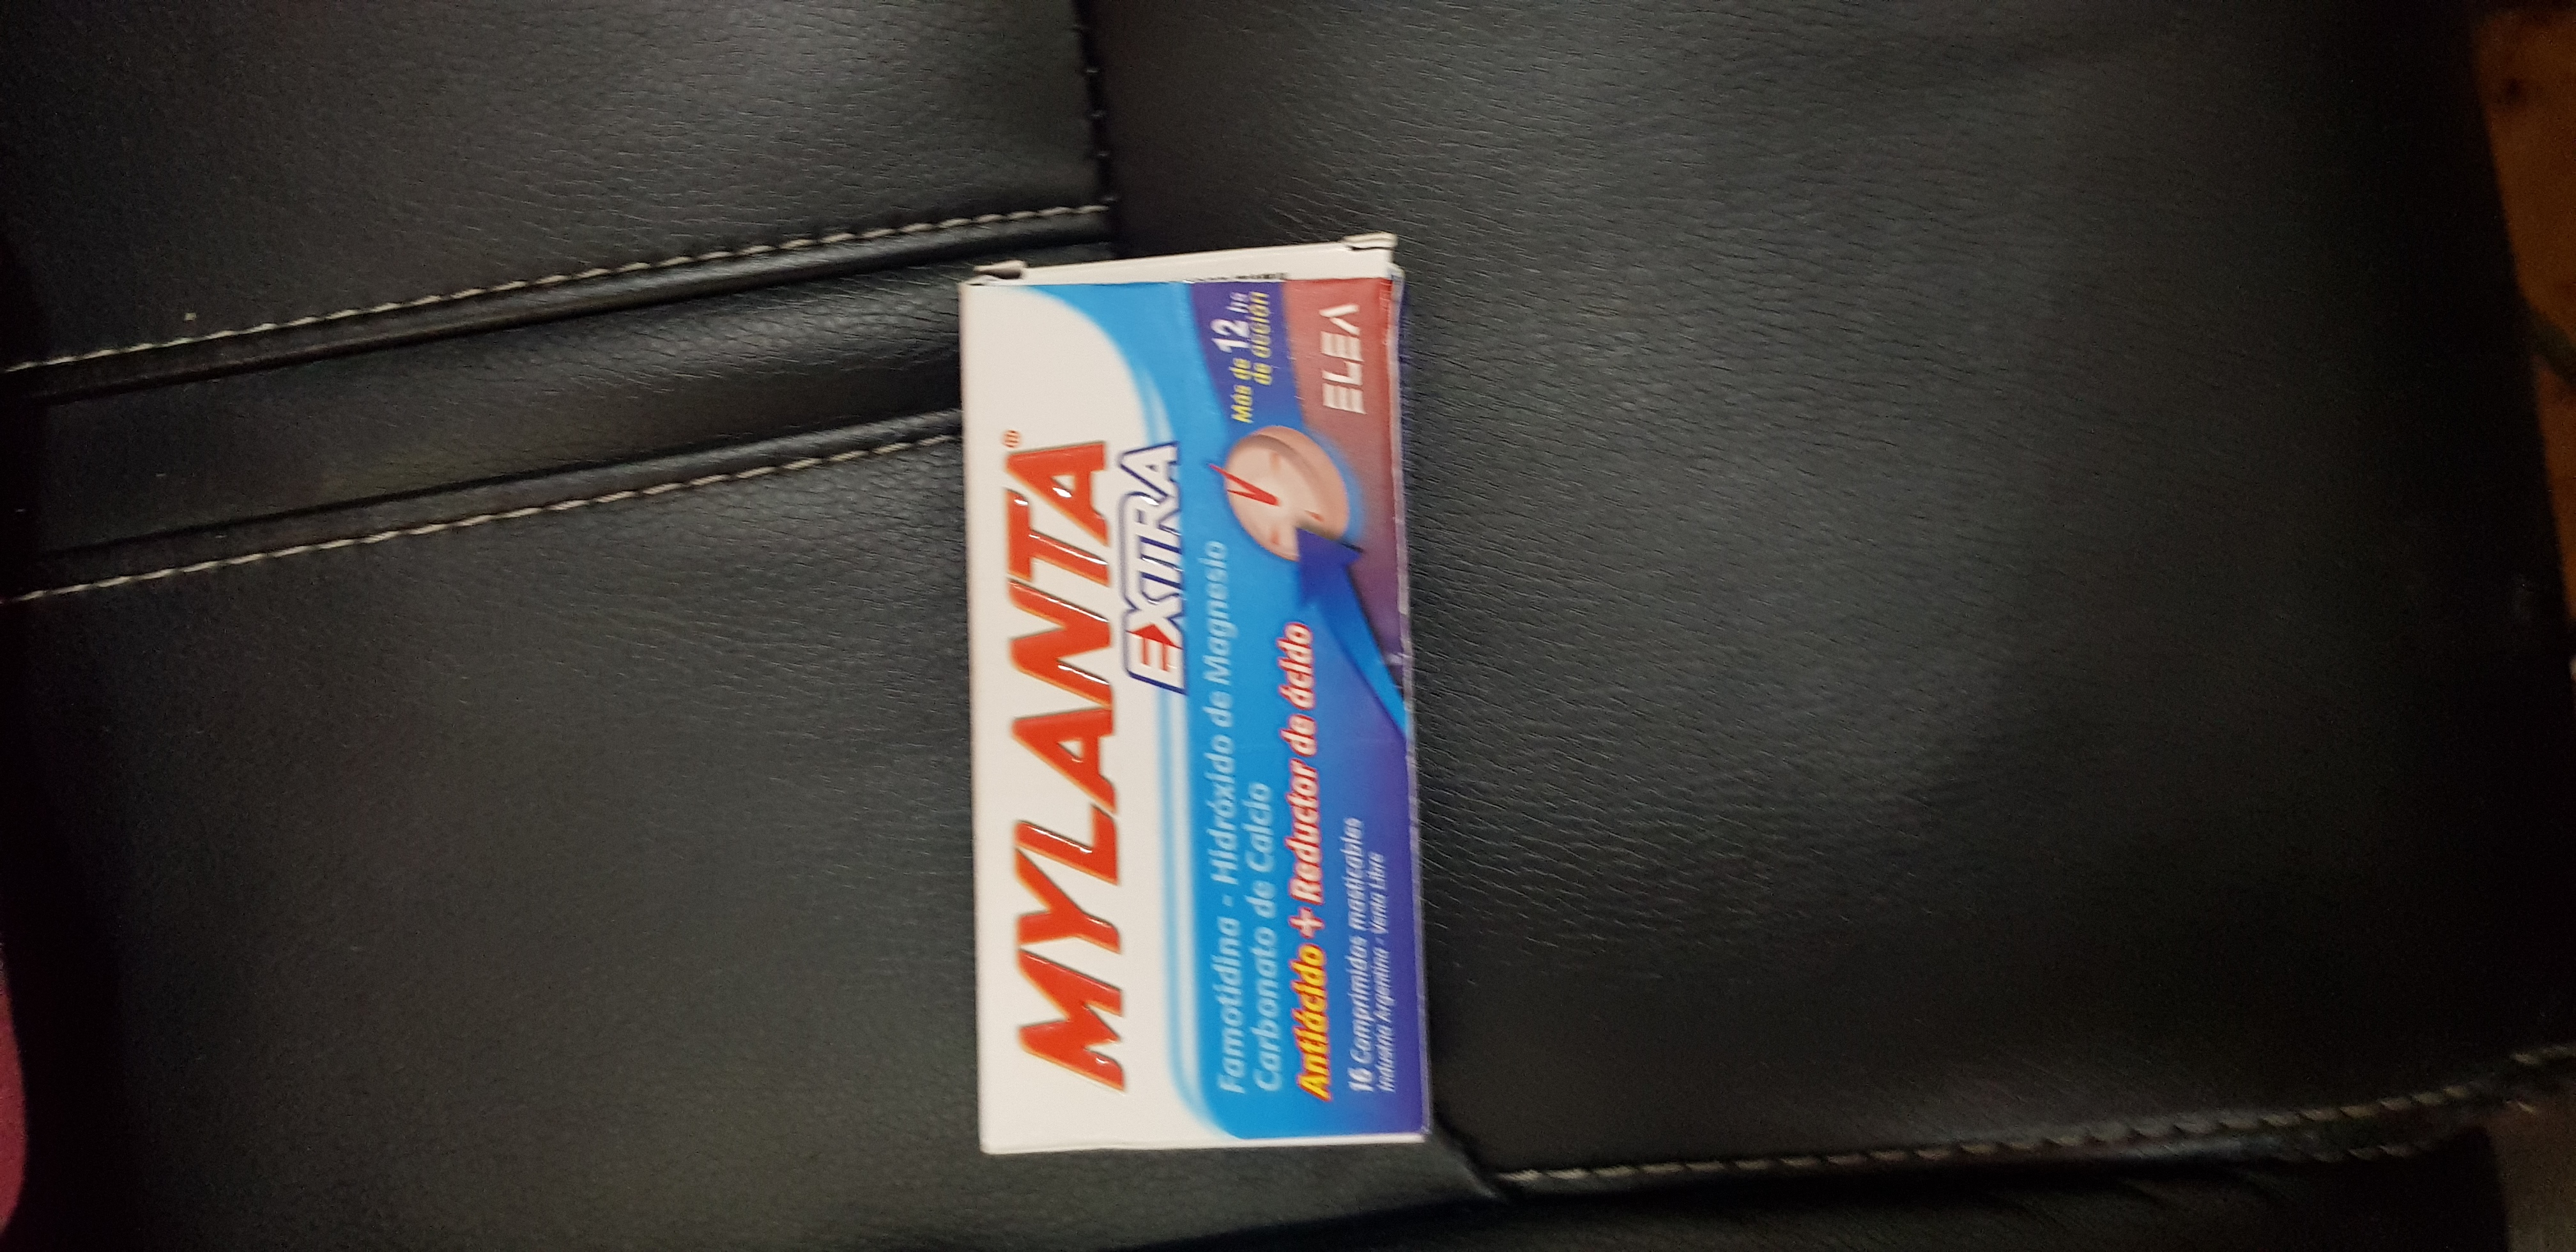 MYLANTA®
EXTRA
Famotidina - Hidróxido de Magnesio
Carbonato de Calcio
Antiácido + Reductor de ácido
16 Comprimidos masticables
Industria Argentina - Venta Libre
Más de 12 hs
de acción
ELEA